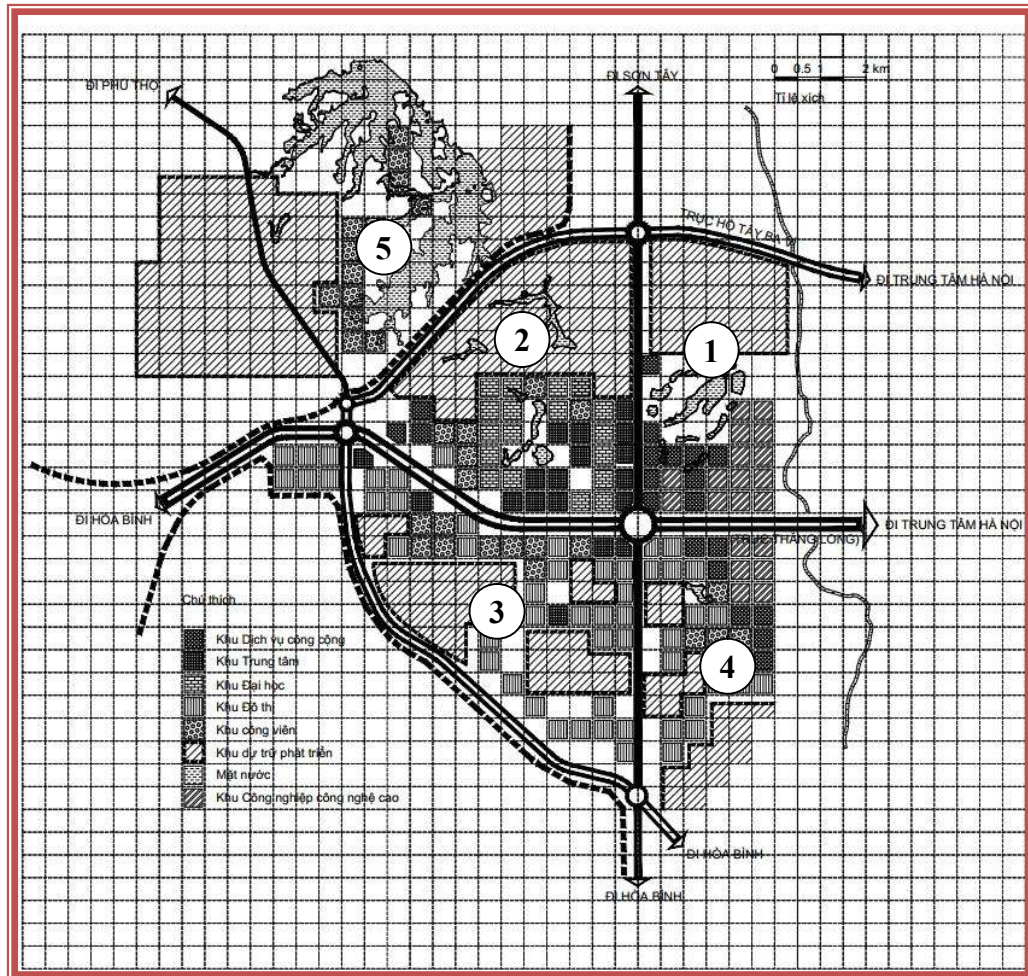 ĐI PHÚ THỌ
ĐI SƠN TÂY
0 0.5 1 2 km
Tỉ lệ xích
TRỤC HỒ TÂY BA VÌ
5
ĐI TRUNG TÂM HÀ NỘI
2
1
ĐI HÒA BÌNH
ĐI TRUNG TÂM HÀ NỘI
(TRỤC THĂNG LONG)
Chú thích
3
Khu Dịch vụ công cộng
Khu Trung tâm
4
Khu Đại học
Khu Đô thị
Khu công viên
Khu dự trữ phát triển
Mặt nước
Khu Công nghiệp công nghệ cao
ĐI HÒA BÌNH
ĐI HÒA BÌNH